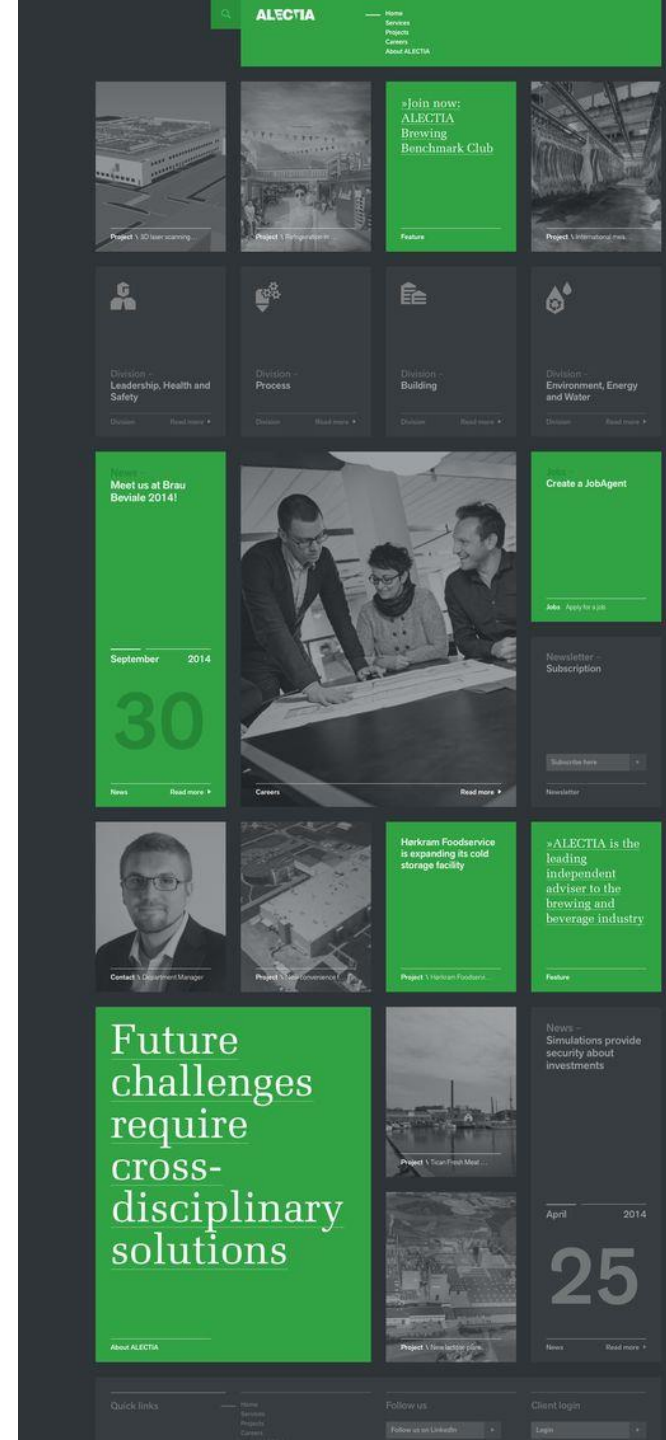 ALECTIA
Home
Services
Projects
Careers
About ALECTIA
Project \ 3D laser scanning...
Project \ Refrigeration in ...
»Join now:
ALECTIA
Brewing
Benchmark Club
Feature
Project \ International mea...
Division –
Leadership, Health and
Safety
Division Read more
Division –
Process
Division Read more
Division –
Building
Division Read more
Division –
Environment, Energy
and Water
Division Read more
News –
Meet us at Brau
Beviale 2014!
September 2014
30
News Read more
Careers Read more
Jobs –
Create a JobAgent
Jobs Apply for a job
Newsletter –
Subscription
Subscribe here
Newsletter
Contact \ Department Manager
Project \ New convenience f...
Hørkram Foodservice
is expanding its cold
storage facility
Project \ Hørkram Foodservi...
»ALECTIA is the
leading
independent
adviser to the
brewing and
beverage industry
Feature
Future
challenges
require
cross-
disciplinary
solutions
About ALECTIA
Project \ Tican Fresh Meat ...
Project \ New lactose plant...
News –
Simulations provide
security about
investments
April 2014
25
News Read more
Quick links
Home
Services
Projects
Careers
Follow us
Follow us on LinkedIn
Client login
Login